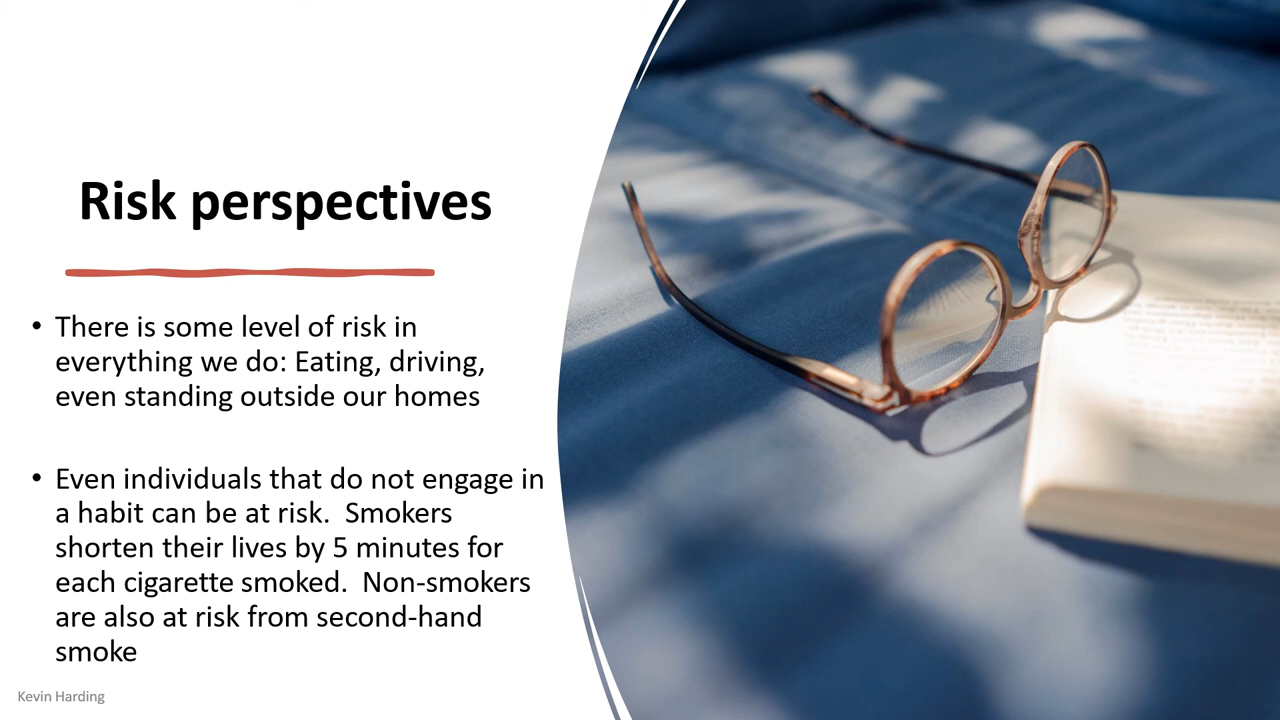 Risk perspectives
• There is some level of risk in
everything we do: Eating, driving,
even standing outside our homes
• Even individuals that do not engage in
a habit can be at risk.  Smokers
shorten their lives by 5 minutes for
each cigarette smoked.  Non-smokers
are also at risk from second-hand
smoke
Kevin Harding